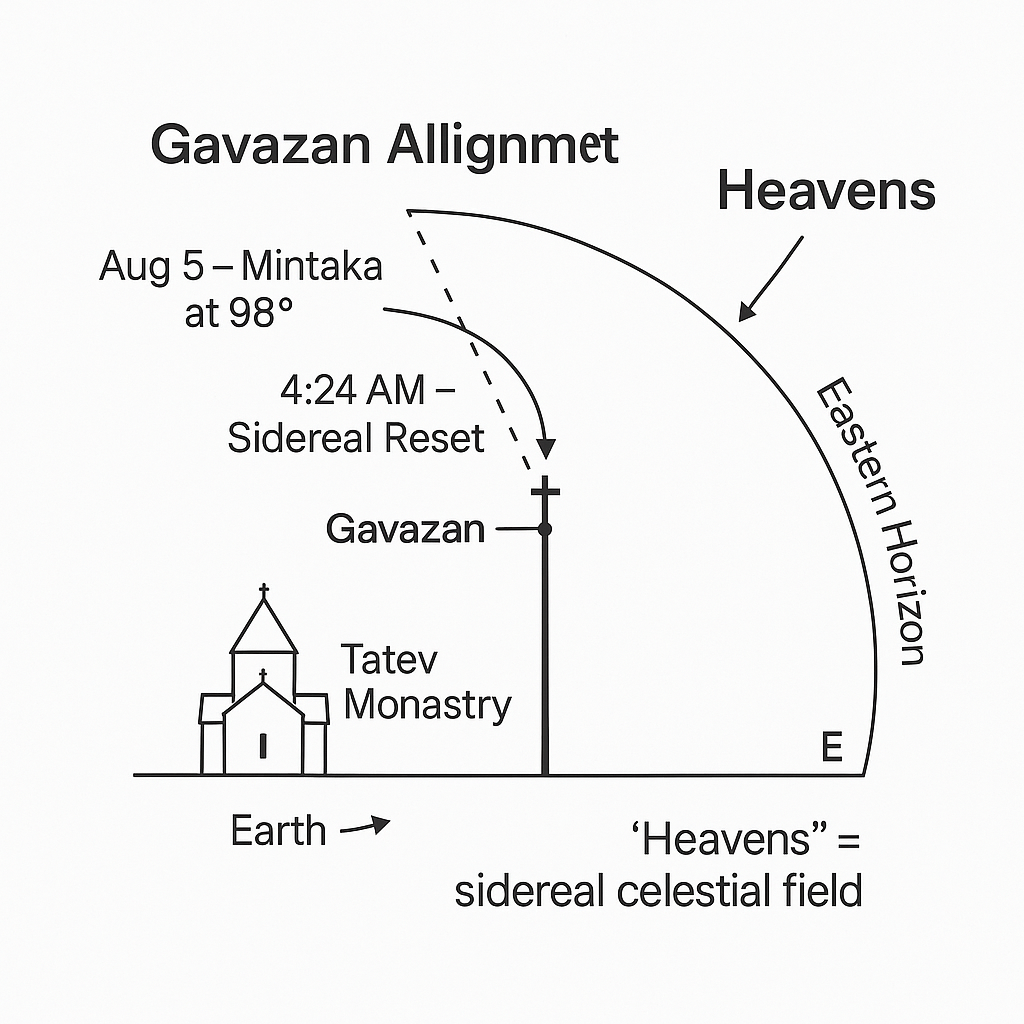 Gavazan Allignmet
Heavens
Aug 5 – Mintaka
at 98°
4:24 AM –
Sidereal Reset
Eastern Horizon
Gavazan
Tatev
Monastry
E
Earth
‘Heavens” =
sidereal celestial field